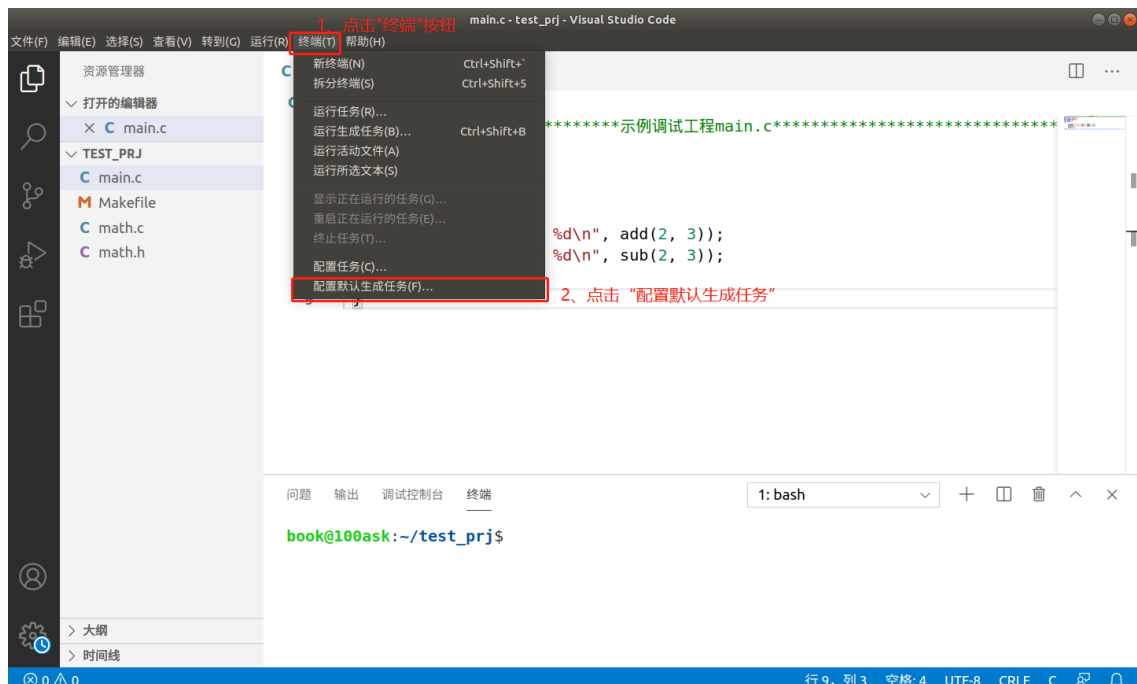 main.c - test_prj - Visual Studio Code
1、点击"终端"按钮
文件(F) 编辑(E) 选择(S) 查看(V) 转到(G) 运行(R) 终端(T) 帮助(H)
资源管理器
打开的编辑器
C main.c
TEST_PRJ
C main.c
M Makefile
C math.c
C math.h
大纲
时间线
新终端(N) Ctrl+Shift+`
拆分终端(S) Ctrl+Shift+5
运行任务(R)...
运行生成任务(B)... Ctrl+Shift+B
运行活动文件(A)
运行所选文本(S)
显示正在运行的任务(G)...
重启正在运行的任务(E)...
终止任务(T)...
配置任务(C)...
配置默认生成任务(F)...
2、点击“配置默认生成任务”
********示例调试工程main.c******************************
%d\n", add(2, 3));
%d\n", sub(2, 3));
9 }
问题 输出 调试控制台 终端 1: bash
book@100ask:~/test_prj$
0 0 行 9，列 3 空格: 4 UTF-8 CRLF C